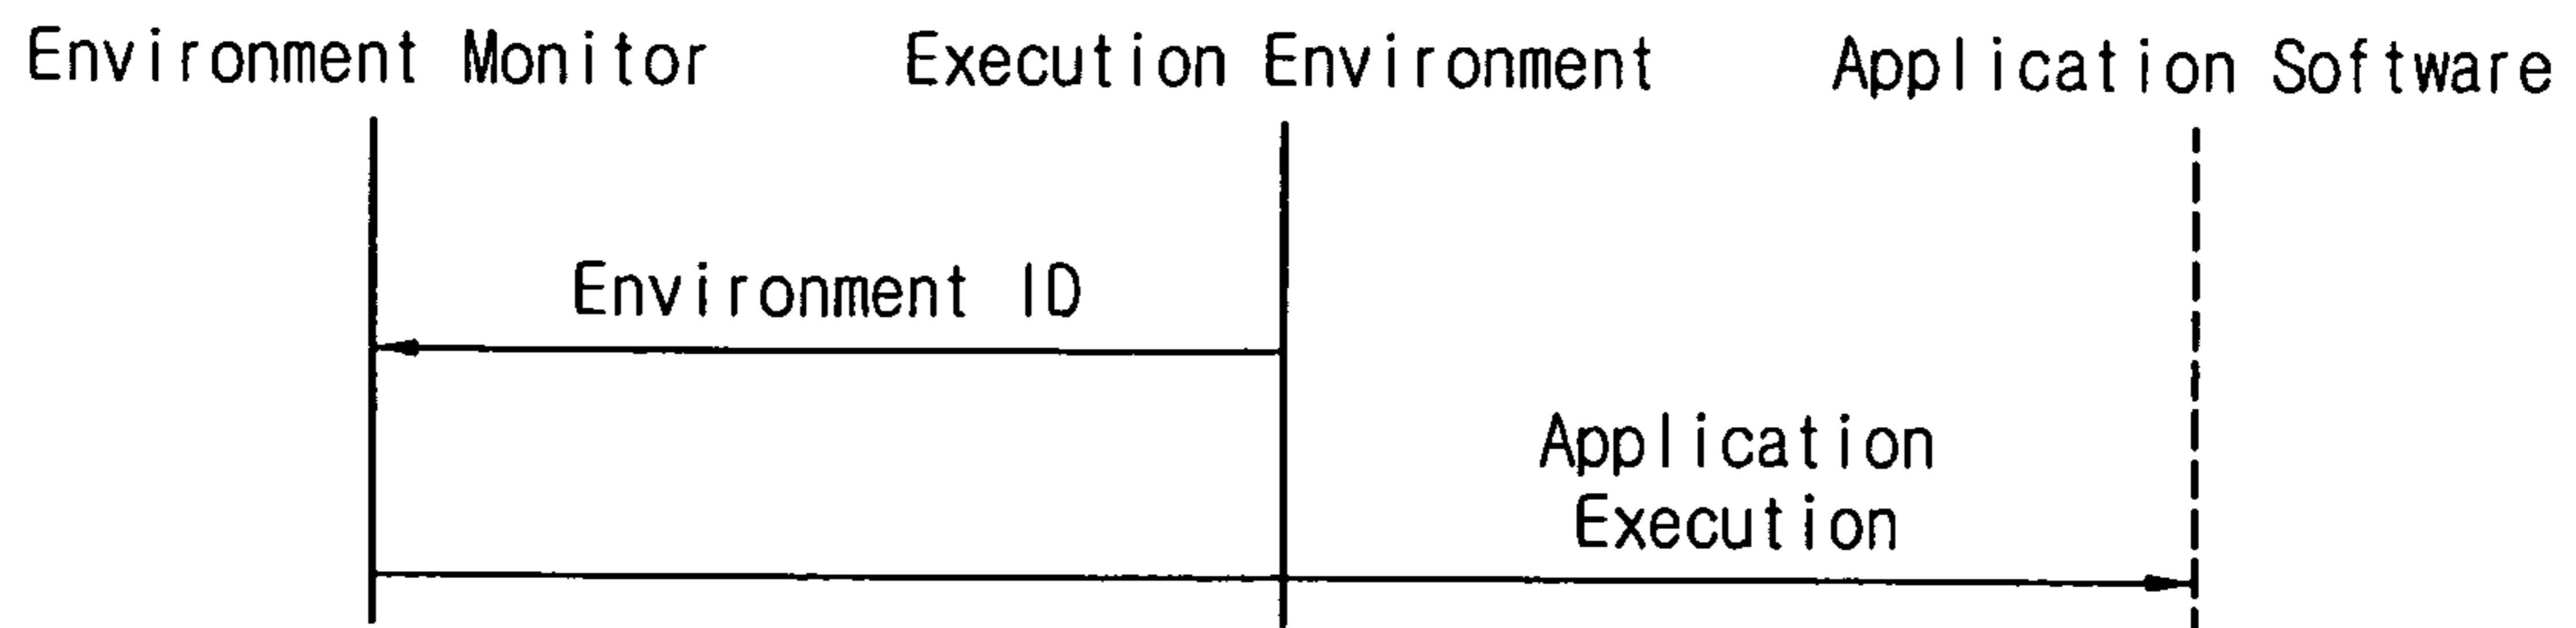 Environment Monitor
Execution Environment
Application Software
Environment ID
Application
Execution